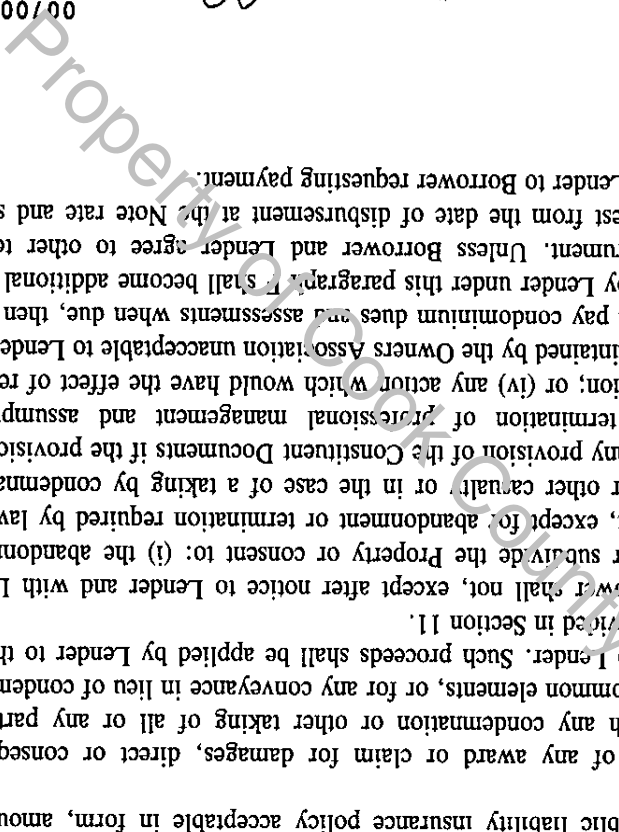 blic liability insurance policy acceptable in form, amou
of any award or claim for damages, direct or conseq
h any condemnation or other taking of all or any part
ommon elements, or for any conveyance in lieu of conden
Lender. Such proceeds shall be applied by Lender to th
vided in Section 11.
wer shall not, except after notice to Lender and with L
r subdivide the Property or consent to: (i) the abandonm
, except for abandonment or termination required by law
r other casualty or in the case of a taking by condemna
ny provision of the Constituent Documents if the provisio
termination of professional management and assump
ion; or (iv) any action which would have the effect of re
intained by the Owners Association unacceptable to Lende
pay condominium dues and assessments when due, then
y Lender under this paragraph F shall become additional
rument. Unless Borrower and Lender agree to other te
est from the date of disbursement at the Note rate and s
Lender to Borrower requesting payment.
Property of Cook County